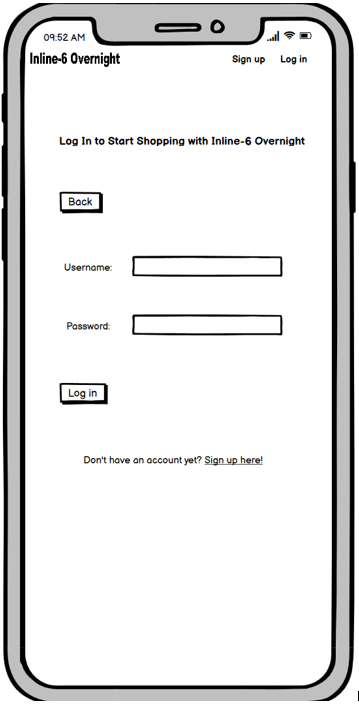 09:52 AM
Inline-6 Overnight Sign up Log in
Log In to Start Shopping with Inline-6 Overnight
Back
Username:
Password:
Log in
Don't have an account yet? Sign up here!